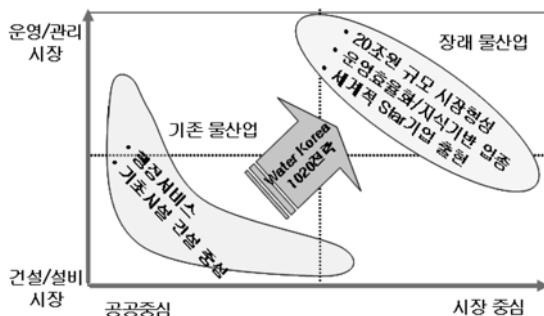 운영/관리
시장
장래 물산업
• 20조원 규모 시장형성
• 운영효율화/지식기반 업종
• 세계적 Star기업 출현
기존 물산업
Water Korea
1020전략
• 행정서비스
• 기초시설 건설 중심
건설/설비
시장
공공중심
시장 중심